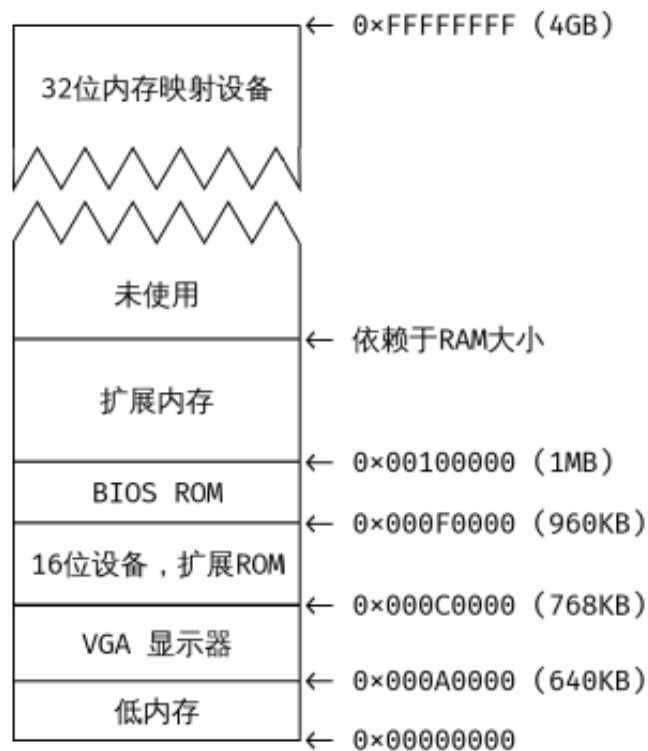 ← 0×FFFFFFFF (4GB)
32位内存映射设备
未使用
← 依赖于RAM大小
扩展内存
← 0×00100000 (1MB)
BIOS ROM
← 0×000F0000 (960KB)
16位设备，扩展ROM
← 0×000C0000 (768KB)
VGA 显示器
← 0×000A0000 (640KB)
低内存
← 0×00000000